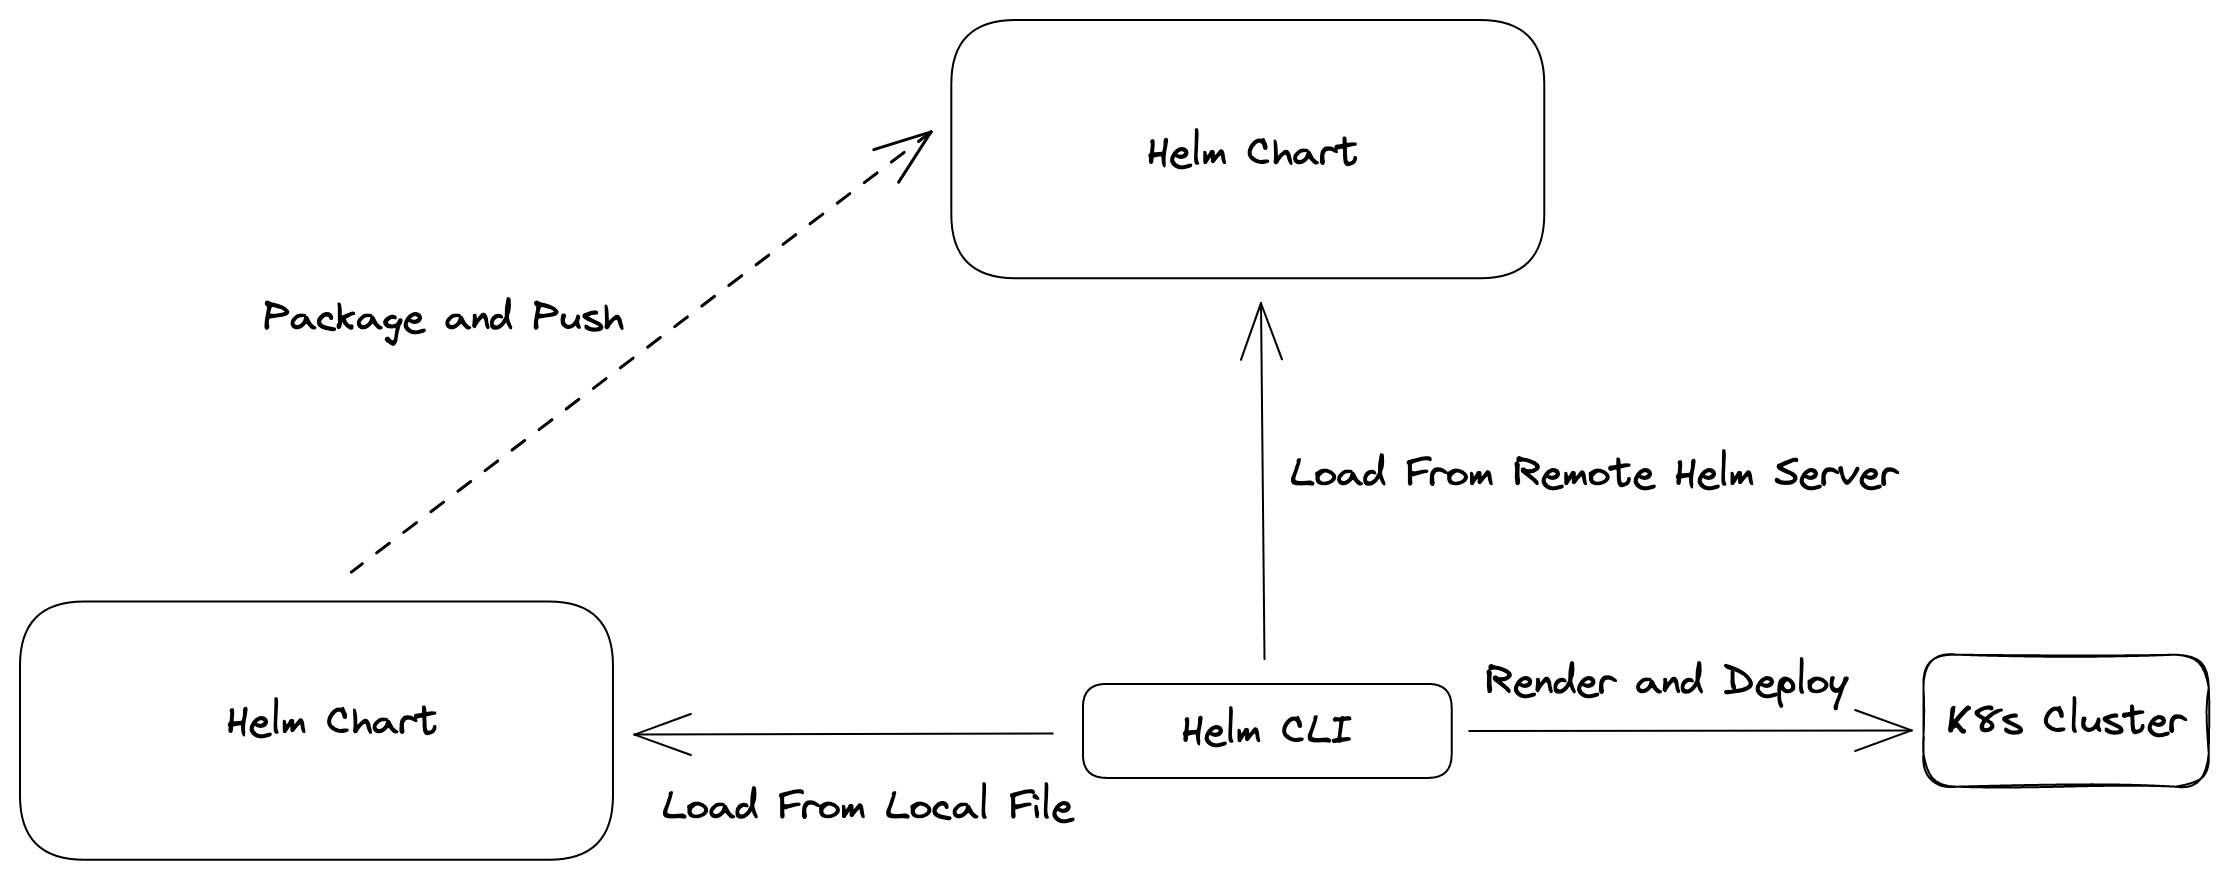 Helm Chart
Package and Push
Load From Remote Helm Server
Render and Deploy
Helm Chart
Helm CLI
K8s Cluster
Load From Local File